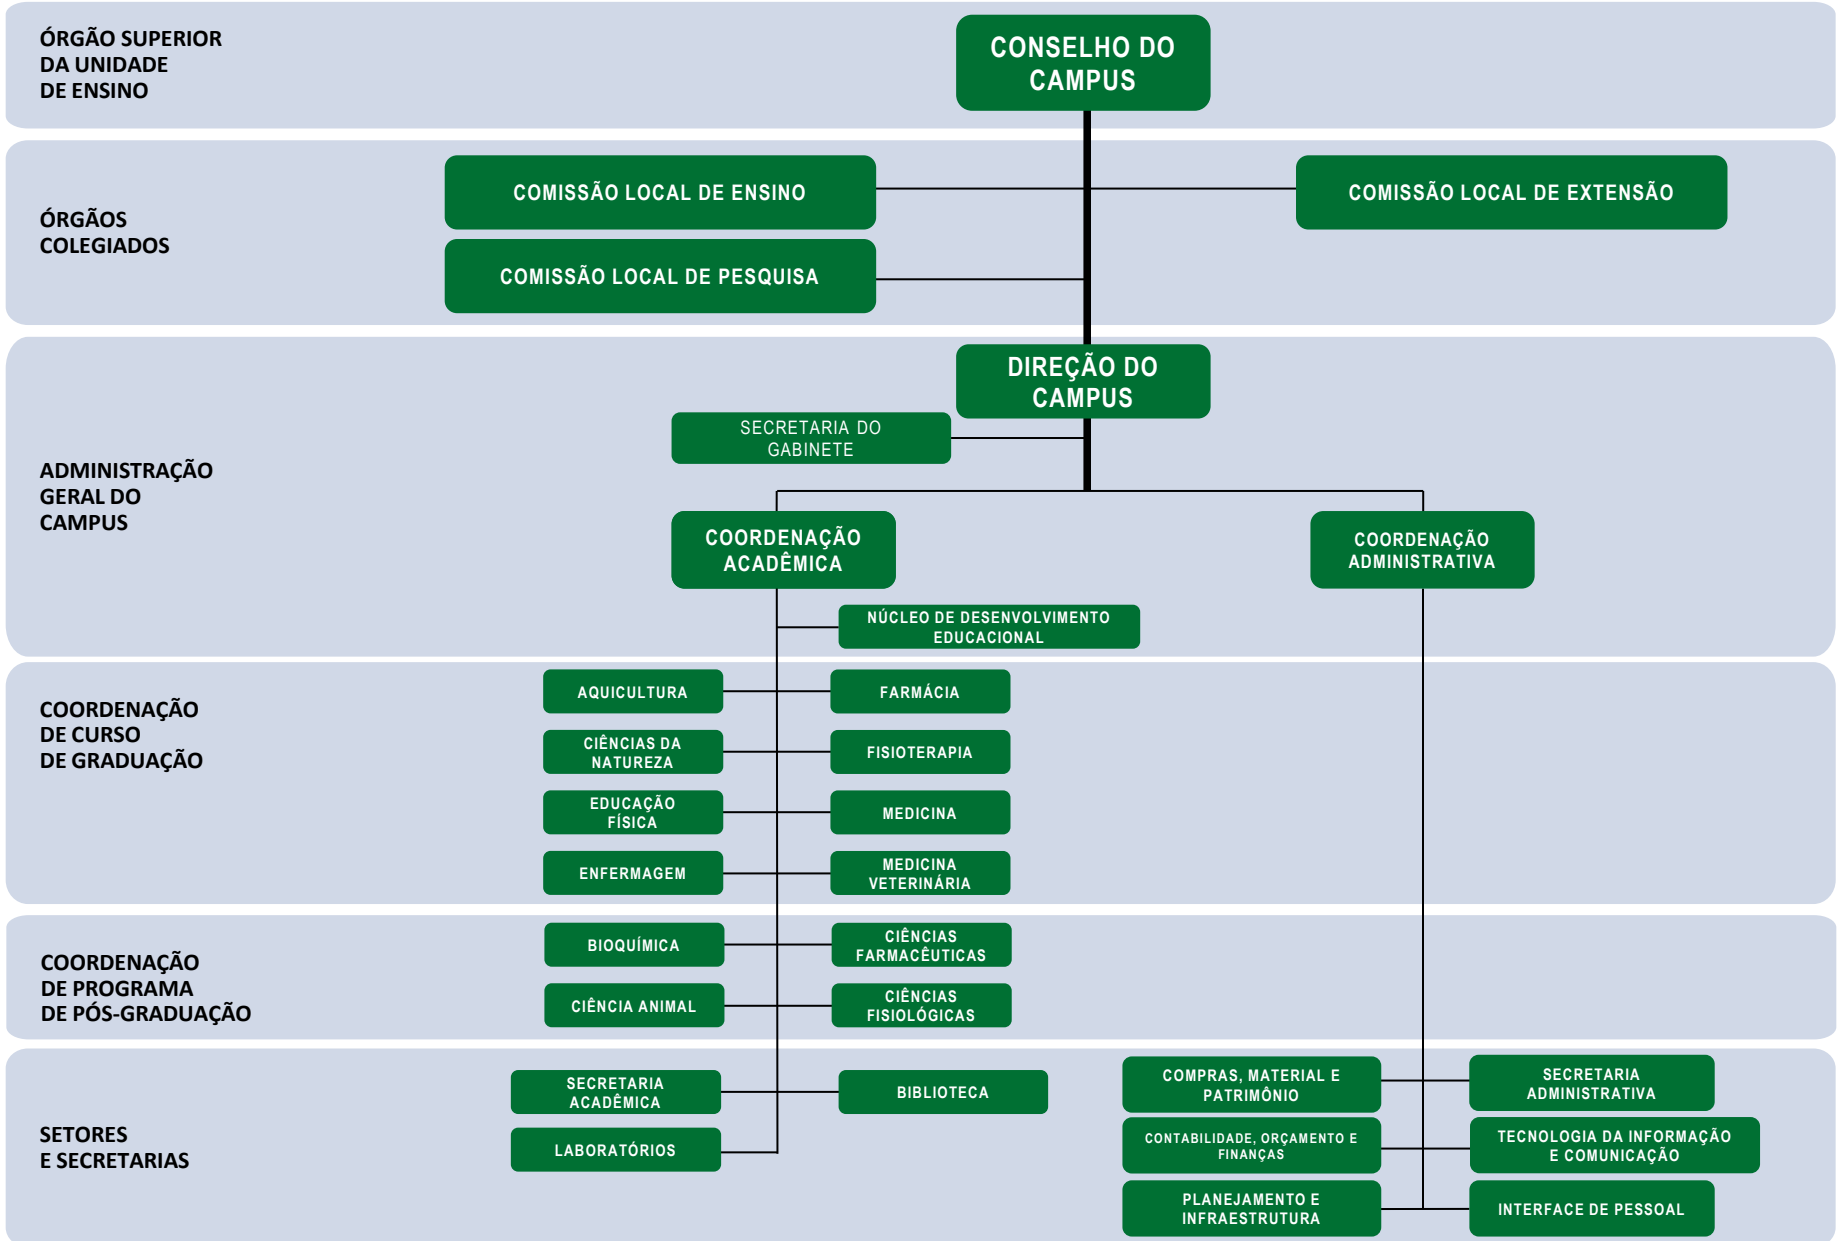 ÓRGÃO SUPERIOR
DA UNIDADE
DE ENSINO
CONSELHO DO
CAMPUS
ÓRGÃOS
COLEGIADOS
COMISSÃO LOCAL DE ENSINO
COMISSÃO LOCAL DE EXTENSÃO
COMISSÃO LOCAL DE PESQUISA
ADMINISTRAÇÃO
GERAL DO
CAMPUS
DIREÇÃO DO
CAMPUS
SECRETARIA DO
GABINETE
COORDENAÇÃO
ACADÊMICA
COORDENAÇÃO
ADMINISTRATIVA
NÚCLEO DE DESENVOLVIMENTO
EDUCACIONAL
COORDENAÇÃO
DE CURSO
DE GRADUAÇÃO
AQUICULTURA
FARMÁCIA
CIÊNCIAS DA
NATUREZA
FISIOTERAPIA
EDUCAÇÃO
FÍSICA
MEDICINA
ENFERMAGEM
MEDICINA
VETERINÁRIA
COORDENAÇÃO
DE PROGRAMA
DE PÓS-GRADUAÇÃO
BIOQUÍMICA
CIÊNCIAS
FARMACÊUTICAS
CIÊNCIA ANIMAL
CIÊNCIAS
FISIOLÓGICAS
SETORES
E SECRETARIAS
SECRETARIA
ACADÊMICA
BIBLIOTECA
LABORATÓRIOS
COMPRAS, MATERIAL E
PATRIMÔNIO
SECRETARIA
ADMINISTRATIVA
CONTABILIDADE, ORÇAMENTO E
FINANÇAS
TECNOLOGIA DA INFORMAÇÃO
E COMUNICAÇÃO
PLANEJAMENTO E
INFRAESTRUTURA
INTERFACE DE PESSOAL